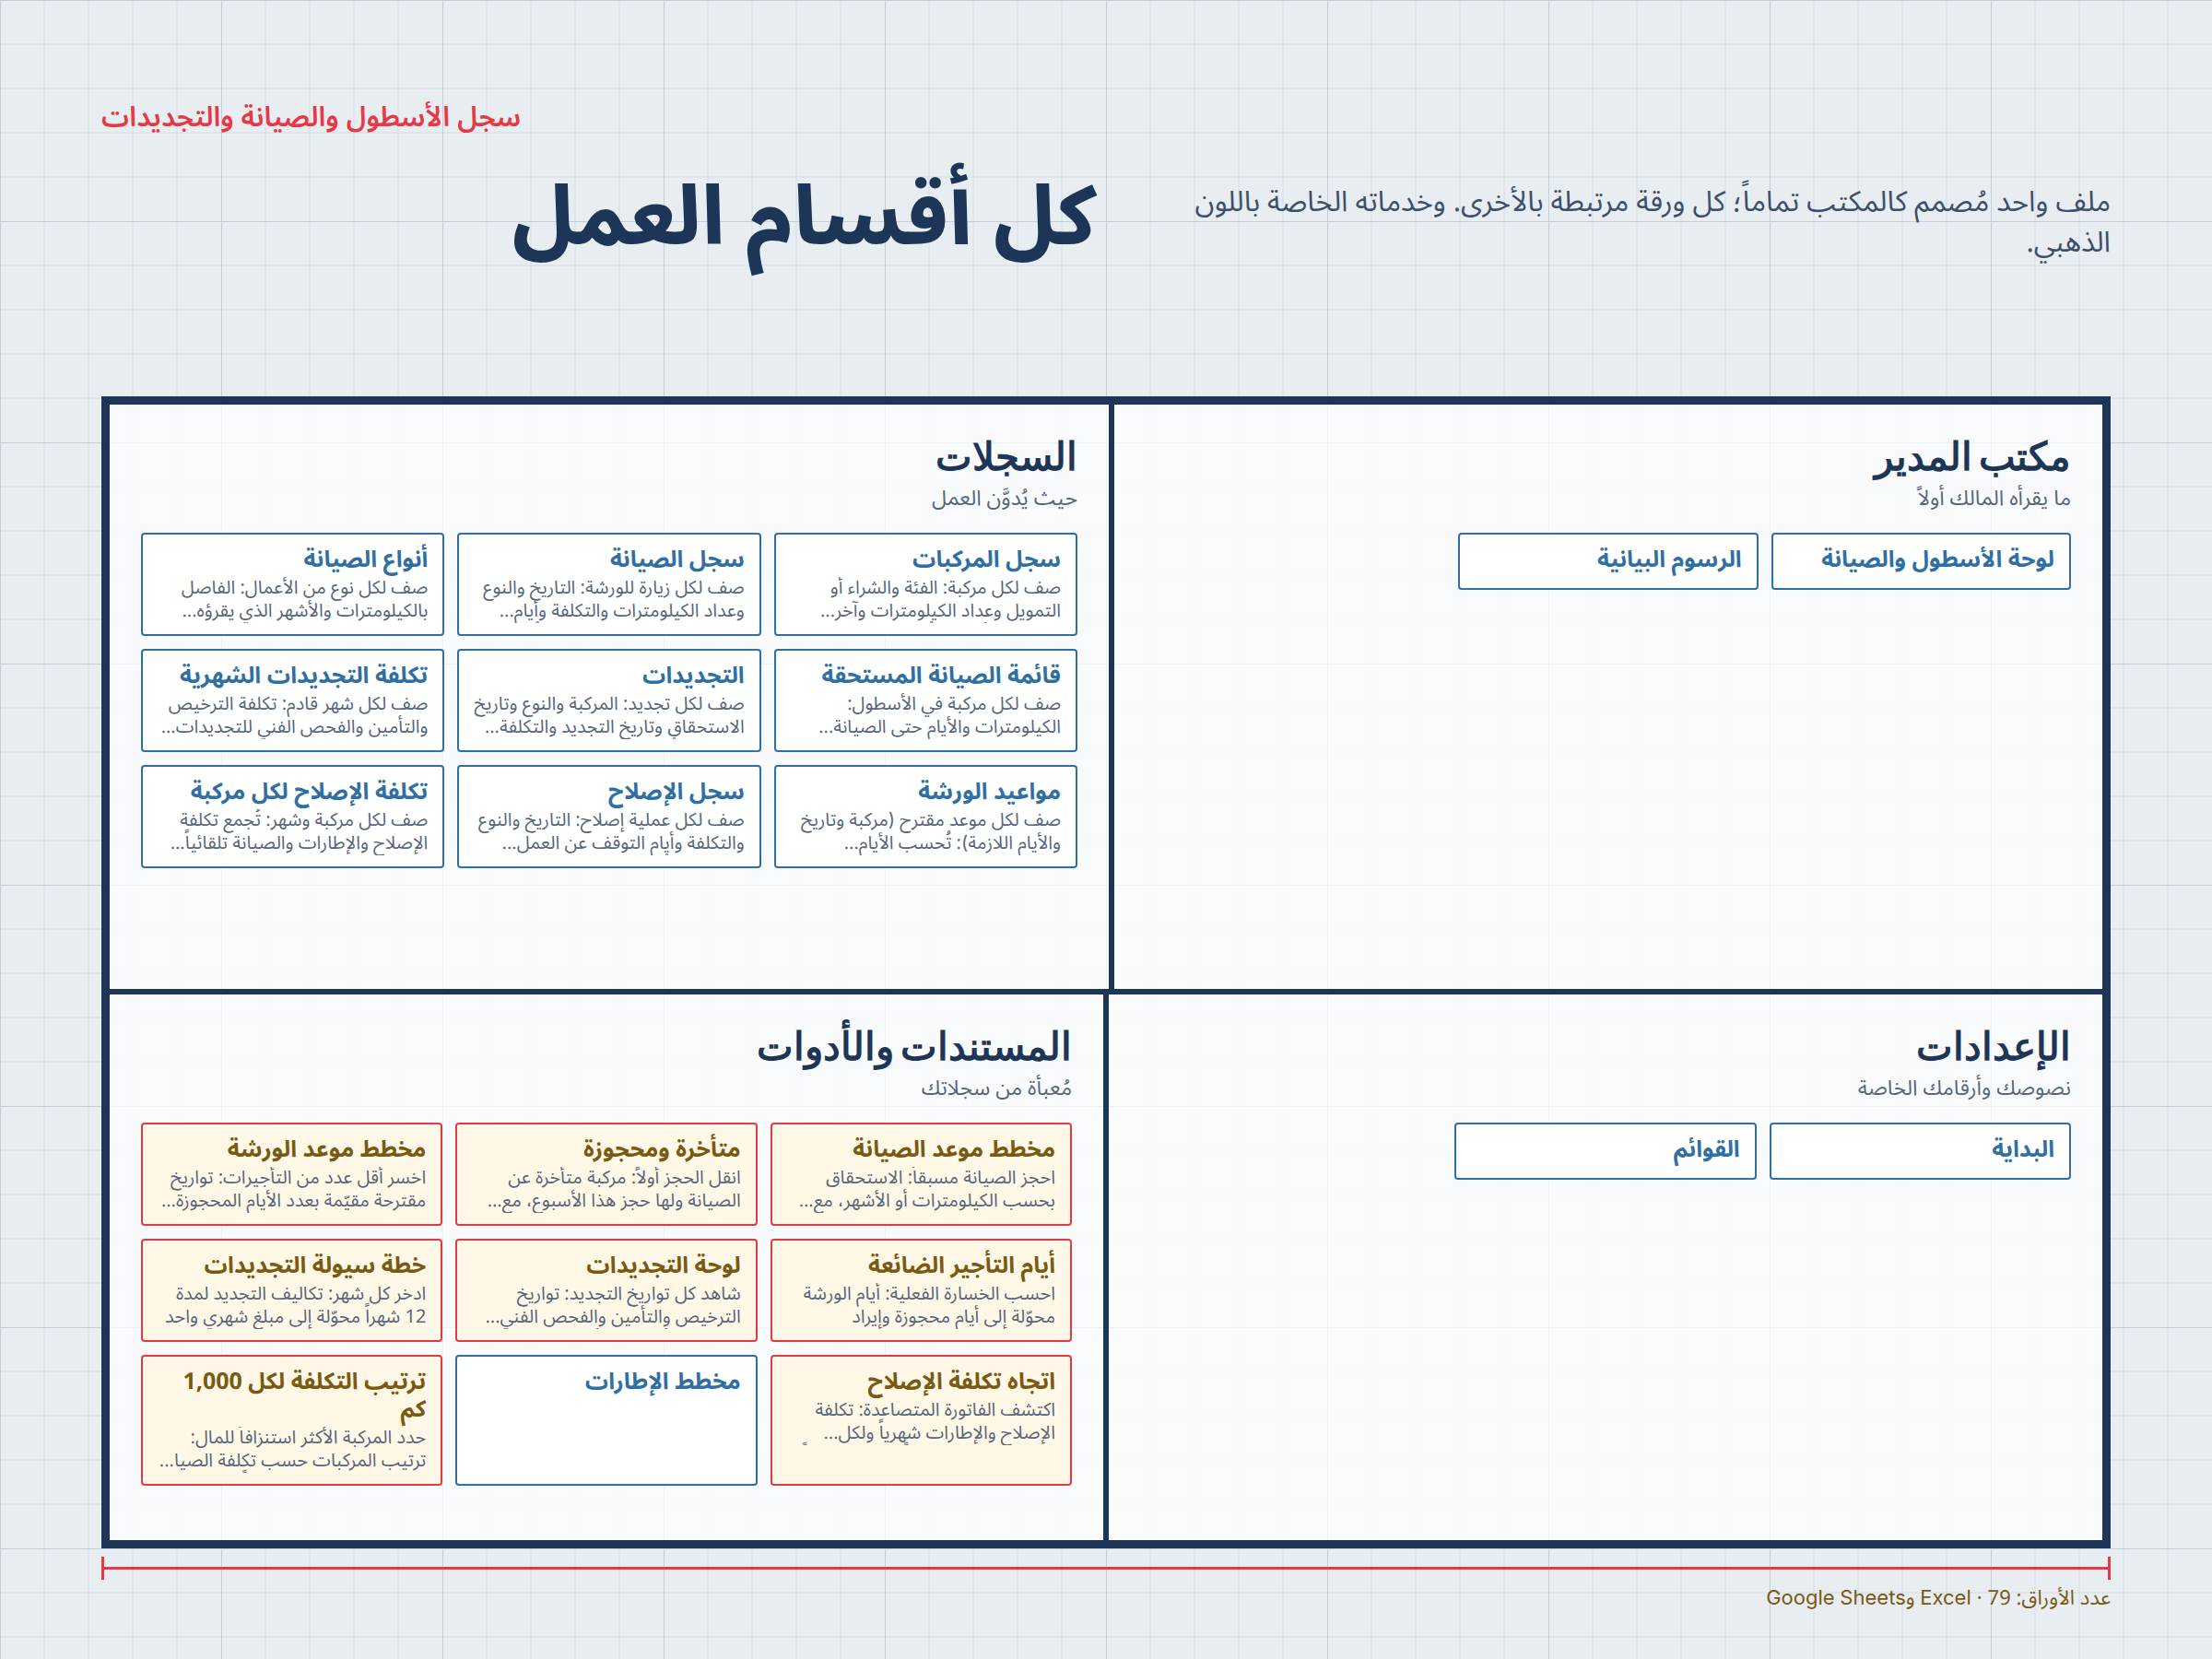 سجل الأسطول والصيانة والتجديدات
كل أقسام العمل
ملف واحد مُصمم كالمكتب تماماً؛ كل ورقة مرتبطة بالأخرى. وخدماته الخاصة باللون
الذهبي.
مكتب المدير
ما يقرأه المالك أولاً
لوحة الأسطول والصيانة
الرسوم البيانية
السجلات
حيث يُدوَّن العمل
سجل المركبات
صف لكل مركبة: الفئة والشراء أو
التمويل وعداد الكيلومترات وآخر...
سجل الصيانة
صف لكل زيارة للورشة: التاريخ والنوع
وعداد الكيلومترات والتكلفة وأيام...
أنواع الصيانة
صف لكل نوع من الأعمال: الفاصل
بالكيلومترات والأشهر الذي يقرؤه...
قائمة الصيانة المستحقة
صف لكل مركبة في الأسطول:
الكيلومترات والأيام حتى الصيانة...
التجديدات
صف لكل تجديد: المركبة والنوع وتاريخ
الاستحقاق وتاريخ التجديد والتكلفة...
تكلفة التجديدات الشهرية
صف لكل شهر قادم: تكلفة الترخيص
والتأمين والفحص الفني للتجديدات...
مواعيد الورشة
صف لكل موعد مقترح (مركبة وتاريخ
والأيام اللازمة): تُحسب الأيام...
سجل الإصلاح
صف لكل عملية إصلاح: التاريخ والنوع
والتكلفة وأيام التوقف عن العمل...
تكلفة الإصلاح لكل مركبة
صف لكل مركبة وشهر: تُجمع تكلفة
الإصلاح والإطارات والصيانة تلقائياً...
الإعدادات
نصوصك وأرقامك الخاصة
البداية
القوائم
المستندات والأدوات
مُعبأة من سجلاتك
مخطط موعد الصيانة
احجز الصيانة مسبقاً: الاستحقاق
بحسب الكيلومترات أو الأشهر، مع...
متأخرة ومحجوزة
انقل الحجز أولاً: مركبة متأخرة عن
الصيانة ولها حجز هذا الأسبوع، مع...
مخطط موعد الورشة
اخسر أقل عدد من التأجيرات: تواريخ
مقترحة مقيّمة بعدد الأيام المحجوزة...
أيام التأجير الضائعة
احسب الخسارة الفعلية: أيام الورشة
محوّلة إلى أيام محجوزة وإيراد
لوحة التجديدات
شاهد كل تواريخ التجديد: تواريخ
الترخيص والتأمين والفحص الفني...
خطة سيولة التجديدات
ادخر كل شهر: تكاليف التجديد لمدة
12 شهراً محوّلة إلى مبلغ شهري واحد
اتجاه تكلفة الإصلاح
اكتشف الفاتورة المتصاعدة: تكلفة
الإصلاح والإطارات شهرياً ولكل...
مخطط الإطارات
ترتيب التكلفة لكل 1,000
كم
حدد المركبة الأكثر استنزافاً للمال:
ترتيب المركبات حسب تكلفة الصيا...
عدد الأوراق: 79 · Excel وGoogle Sheets